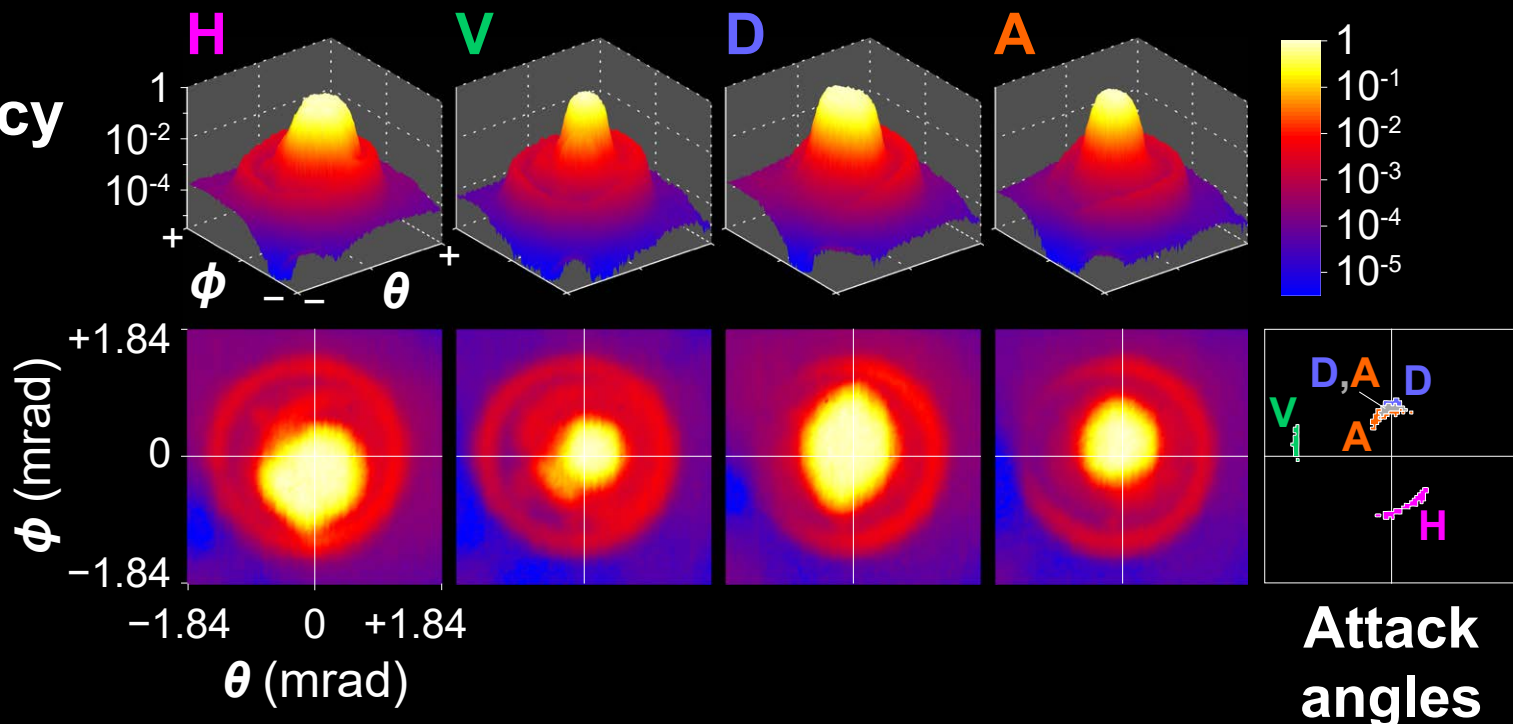 H V D A
cy
1
10-2
10-4
+
ϕ
− −
θ
+
1
10-1
10-2
10-3
10-4
10-5
ϕ (mrad)
+1.84
0
−1.84
−1.84 0 +1.84
θ (mrad)
D,A D
V
A
H
Attack
angles